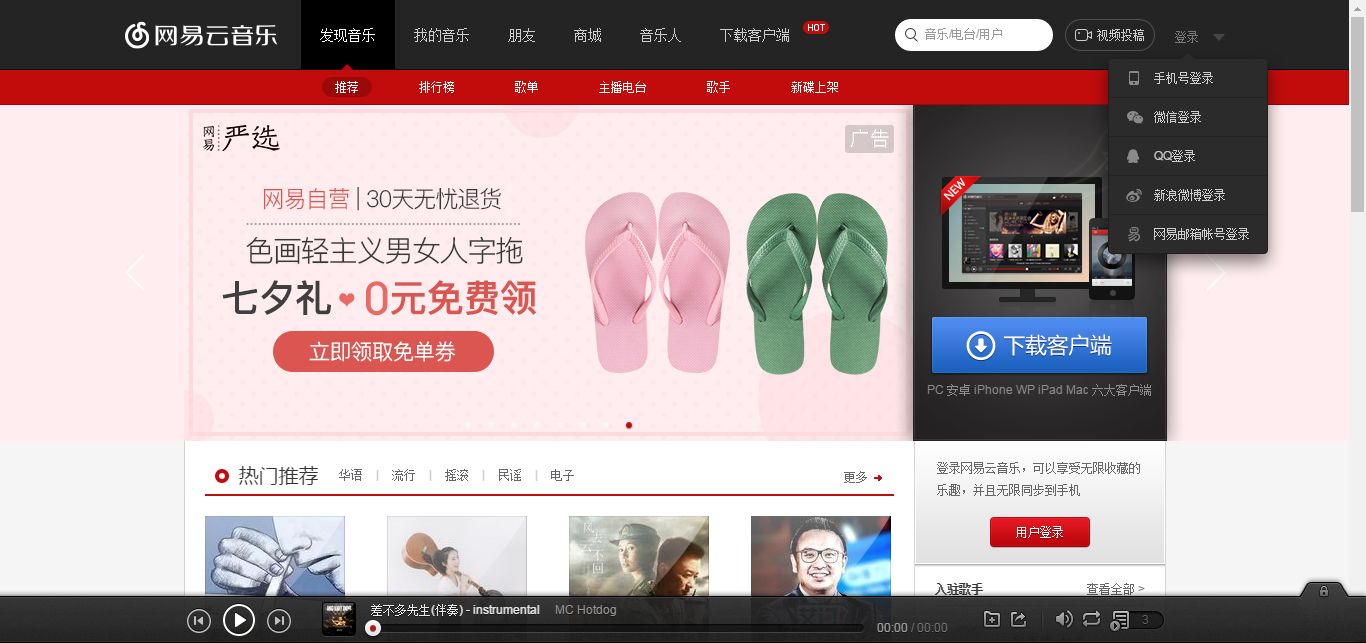 网易云音乐
发现音乐 我的音乐 朋友 商城 音乐人 下载客户端 HOT
音乐/电台/用户
视频投稿
登录
推荐 排行榜 歌单 主播电台 歌手 新碟上架
手机号登录
微信登录
QQ登录
新浪微博登录
网易邮箱帐号登录
网易严选
广告
网易自营 | 30天无忧退货
色画轻主义男女人字拖
七夕礼 0元免费领
立即领取免单券
NEW
下载客户端
PC 安卓 iPhone WP iPad Mac 六大客户端
热门推荐 华语 | 流行 | 摇滚 | 民谣 | 电子
更多
登录网易云音乐，可以享受无限收藏的
乐趣，并且无限同步到手机
用户登录
入驻歌手 查看全部 >
差不多先生(伴奏) - instrumental MC Hotdog
00:00 / 00:00
3